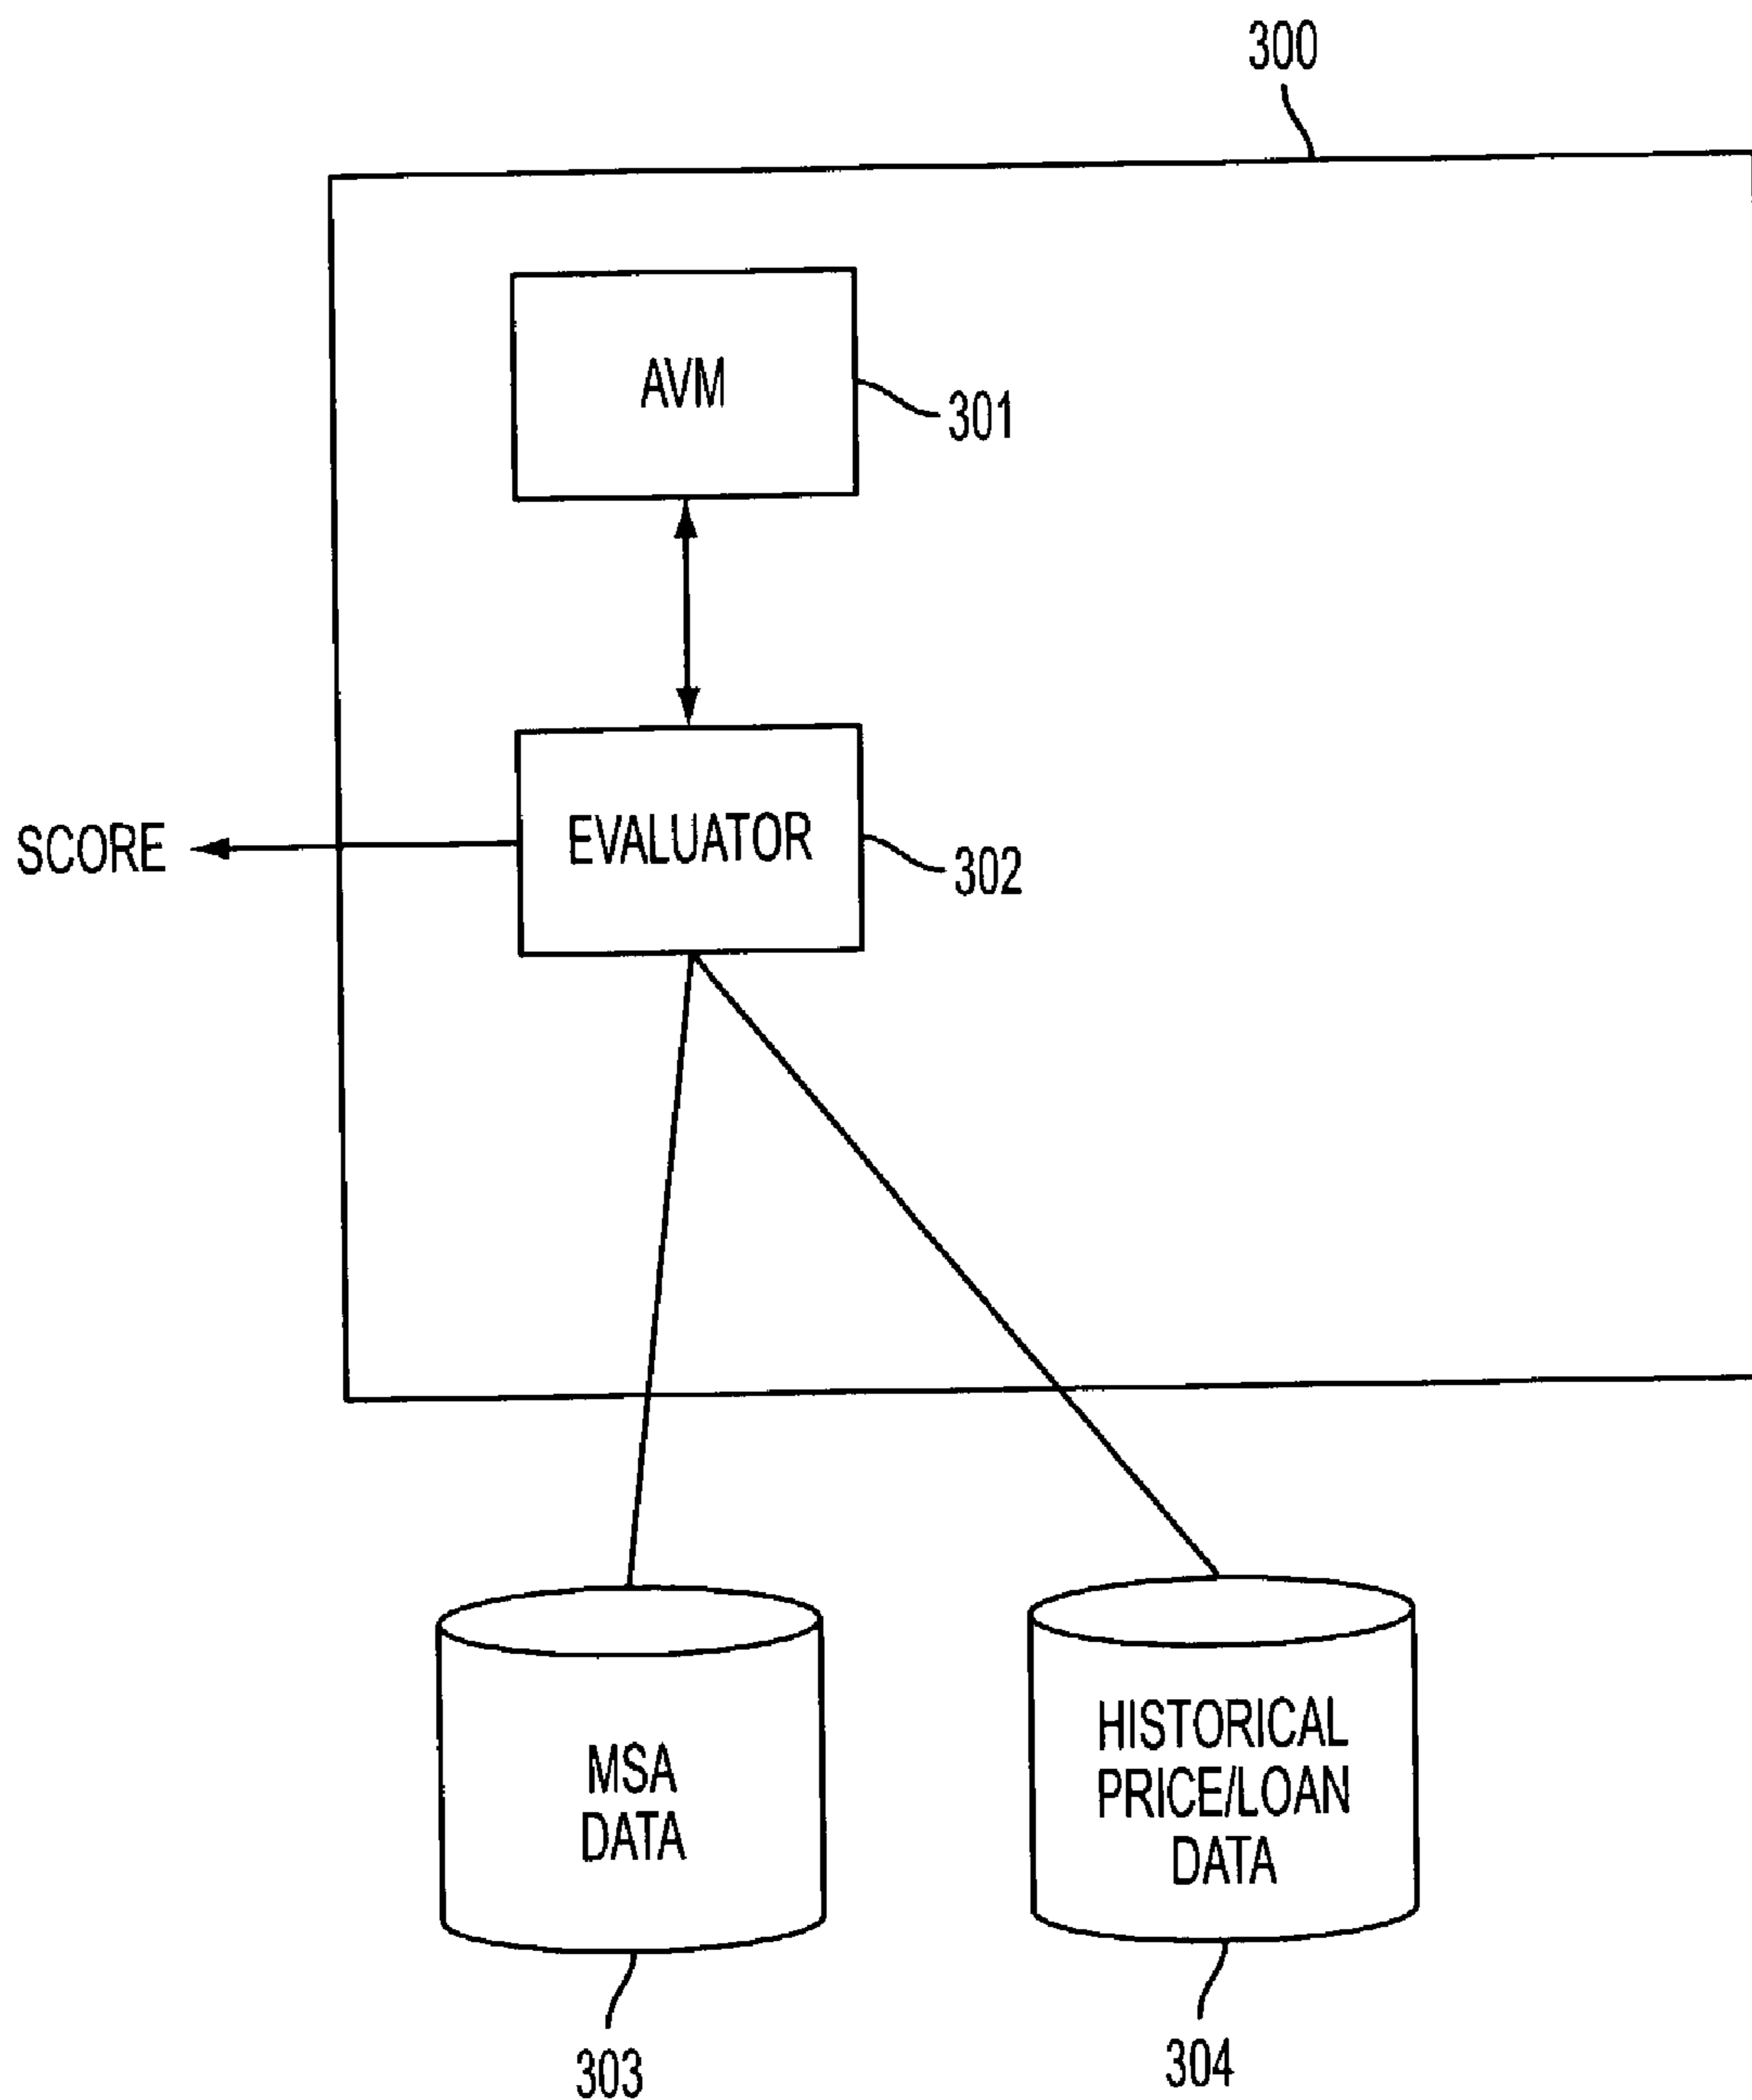 300
AVM
301
SCORE
EVALUATOR
302
MSA
DATA
HISTORICAL
PRICE/LOAN
DATA
303
304